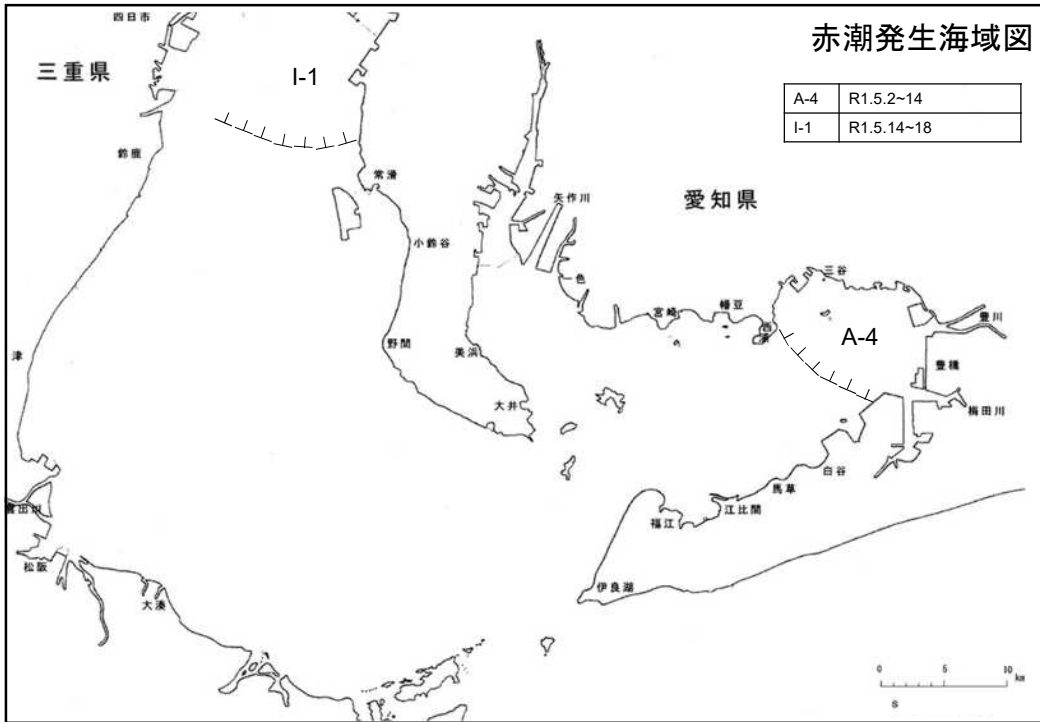 赤潮発生海域図
A-4 R1.5.2~14
I-1 R1.5.14~18
四日市
三重県
I-1
鈴鹿
常滑
矢作川
愛知県
小鈴谷
一色
三谷
宮崎
幡豆
西浦
豊川
A-4
津
野間
美浜
豊橋
大井
梅田川
白谷
馬草
江比間
福江
雲出川
松阪
伊良湖
大湊
0 5 10
km
s